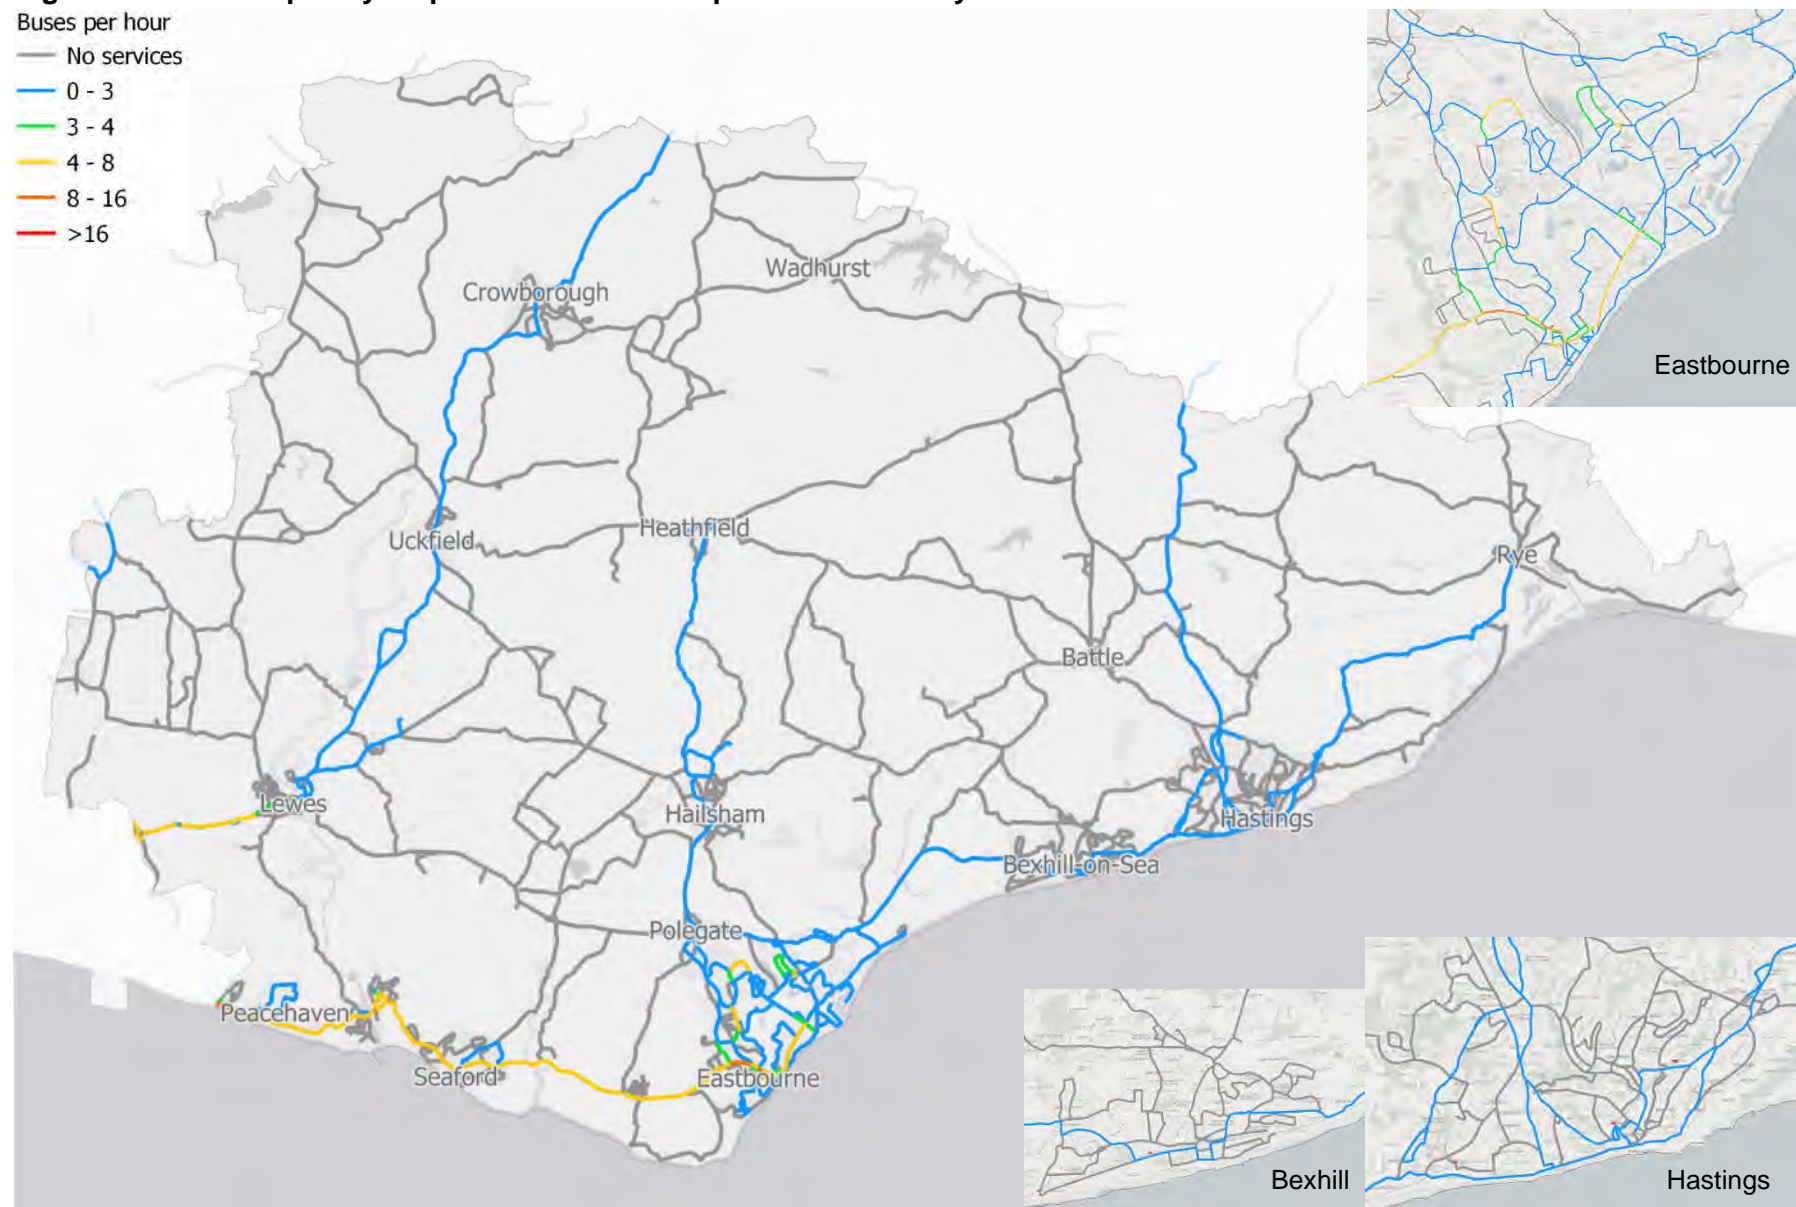 Buses per hour
No services
0 - 3
3 - 4
4 - 8
8 - 16
>16
Eastbourne
Wadhurst
Crowborough
Uckfield
Heathfield
Rye
Battle
Lewes
Hailsham
Hastings
Bexhill-on-Sea
Polegate
Peacehaven
Seaford
Eastbourne
Bexhill
Hastings